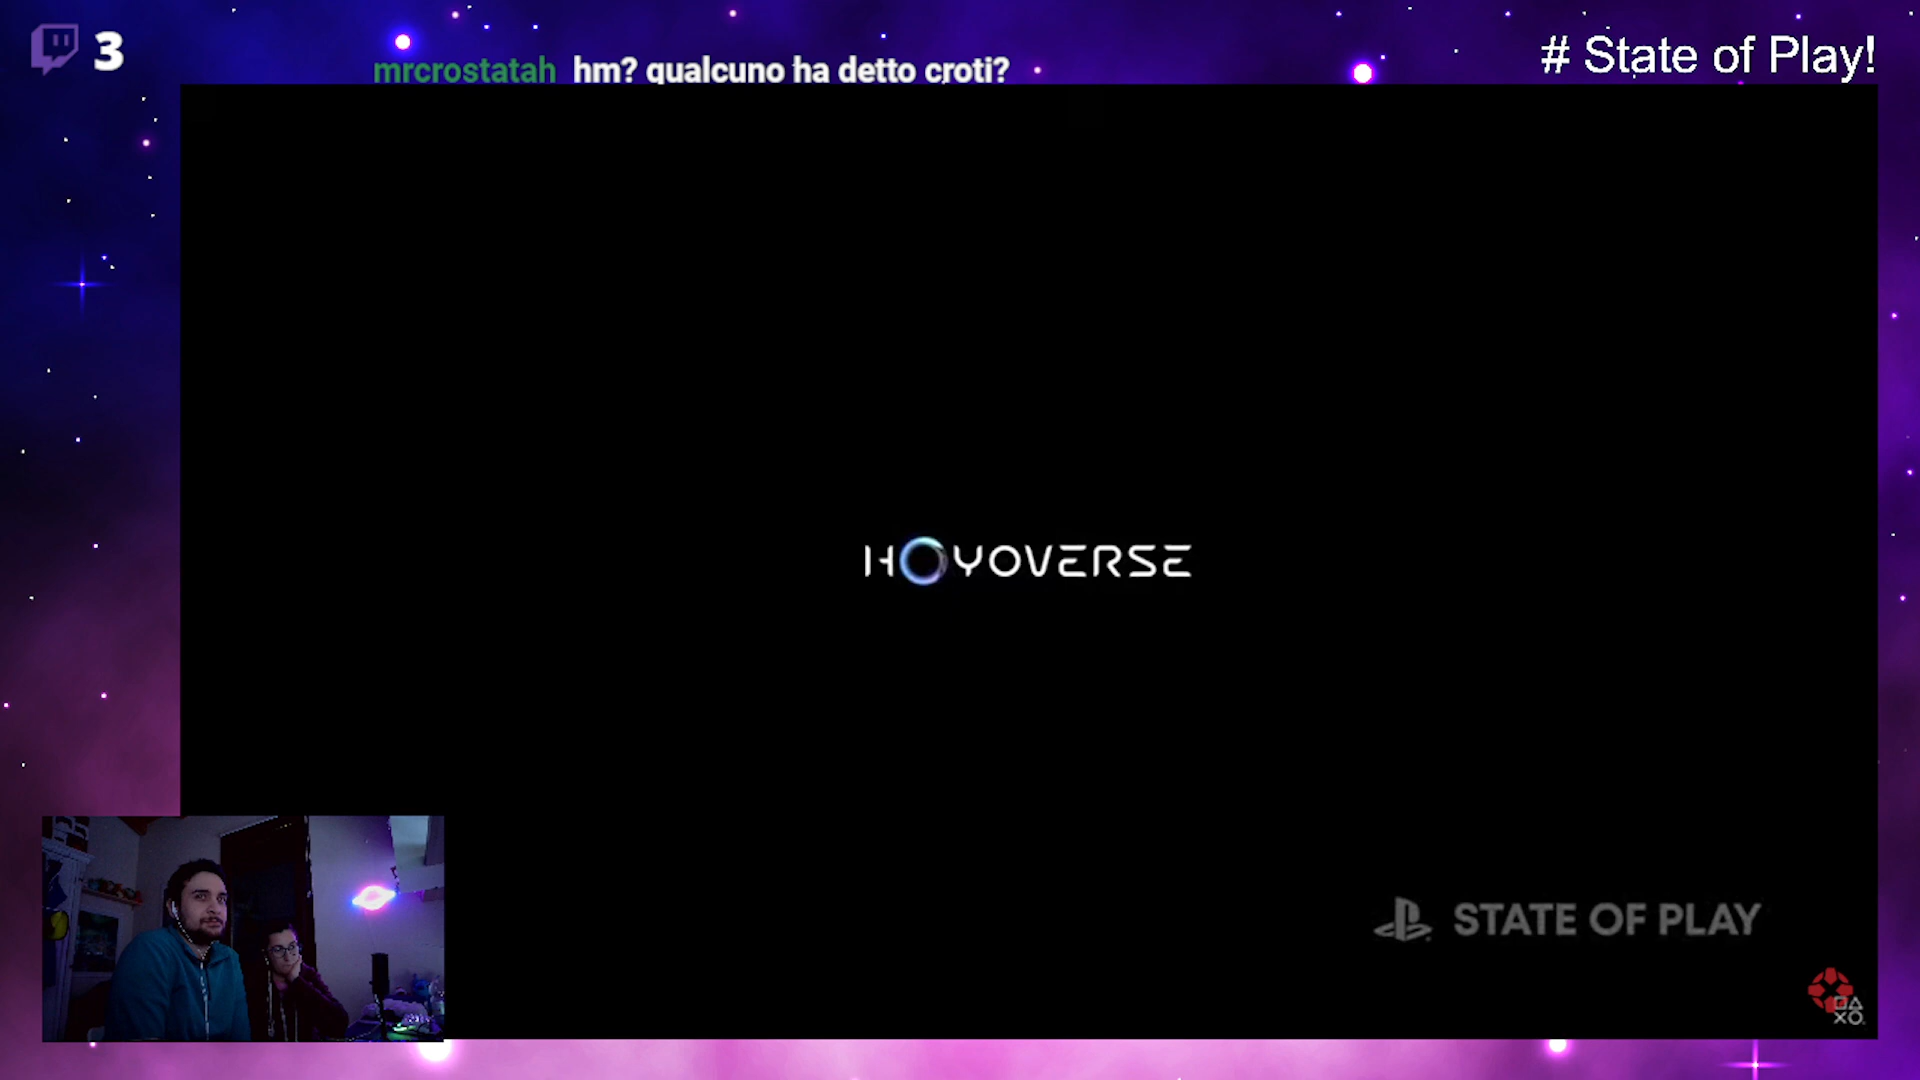 3
mrcrostatah hm? qualcuno ha detto croti?
# State of Play!
HOYOVERSE
STATE OF PLAY